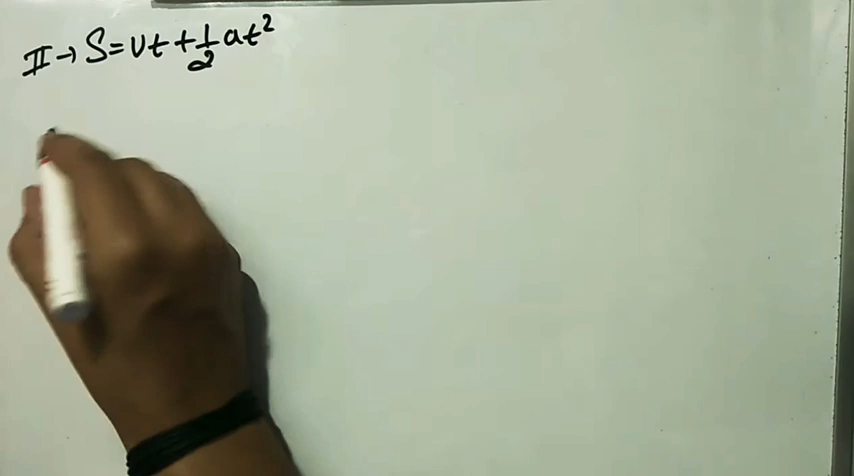 II → S = ut + 1/2 at²